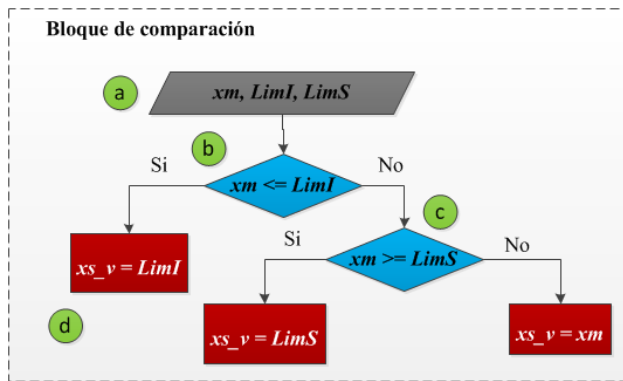 Bloque de comparación
a
xm, LimI, LimS
b
Si
No
xm <= LimI
c
Si
No
xm >= LimS
xs_v = LimI
d
xs_v = LimS
xs_v = xm